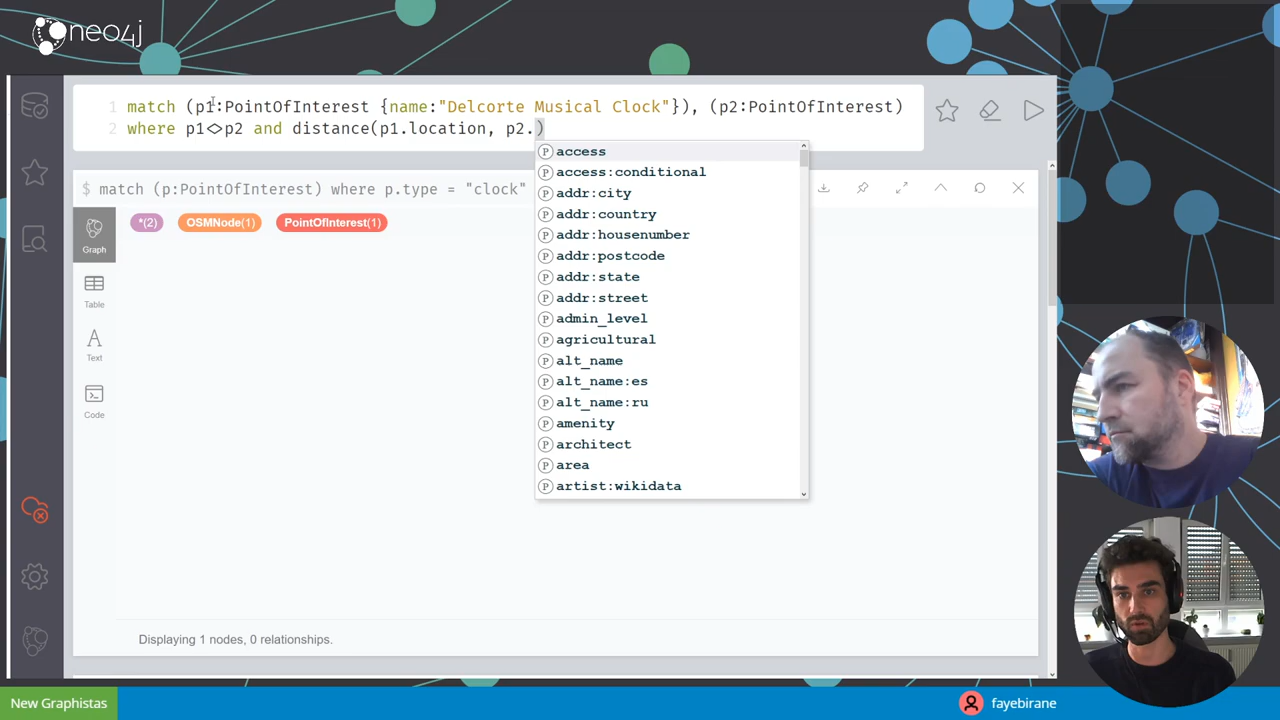 neo4j
1 match (p1:PointOfInterest {name:"Delcorte Musical Clock"}), (p2:PointOfInterest)
2 where p1<>p2 and distance(p1.location, p2.)
P access
P access:conditional
P addr:city
P addr:country
P addr:housenumber
P addr:postcode
P addr:state
P addr:street
P admin_level
P agricultural
P alt_name
P alt_name:es
P alt_name:ru
P amenity
P architect
P area
P artist:wikidata
$ match (p:PointOfInterest) where p.type = "clock"
Graph
*(2) OSMNode(1) PointOfInterest(1)
Table
A
Text
Code
Displaying 1 nodes, 0 relationships.
New Graphistas
fayebirane